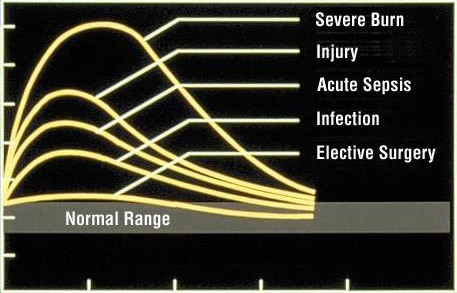 Severe Burn
Injury
Acute Sepsis
Infection
Elective Surgery
Normal Range